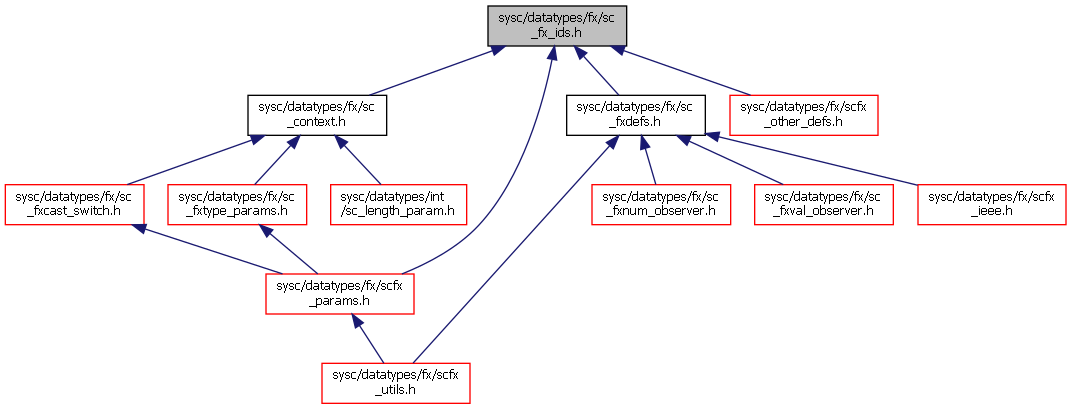 sysc/datatypes/fx/sc
_fx_ids.h
sysc/datatypes/fx/sc
_context.h
sysc/datatypes/fx/sc
_fxdefs.h
sysc/datatypes/fx/scfx
_other_defs.h
sysc/datatypes/fx/sc
_fxcast_switch.h
sysc/datatypes/fx/sc
_fxtype_params.h
sysc/datatypes/int
/sc_length_param.h
sysc/datatypes/fx/sc
_fxnum_observer.h
sysc/datatypes/fx/sc
_fxval_observer.h
sysc/datatypes/fx/scfx
_ieee.h
sysc/datatypes/fx/scfx
_params.h
sysc/datatypes/fx/scfx
_utils.h